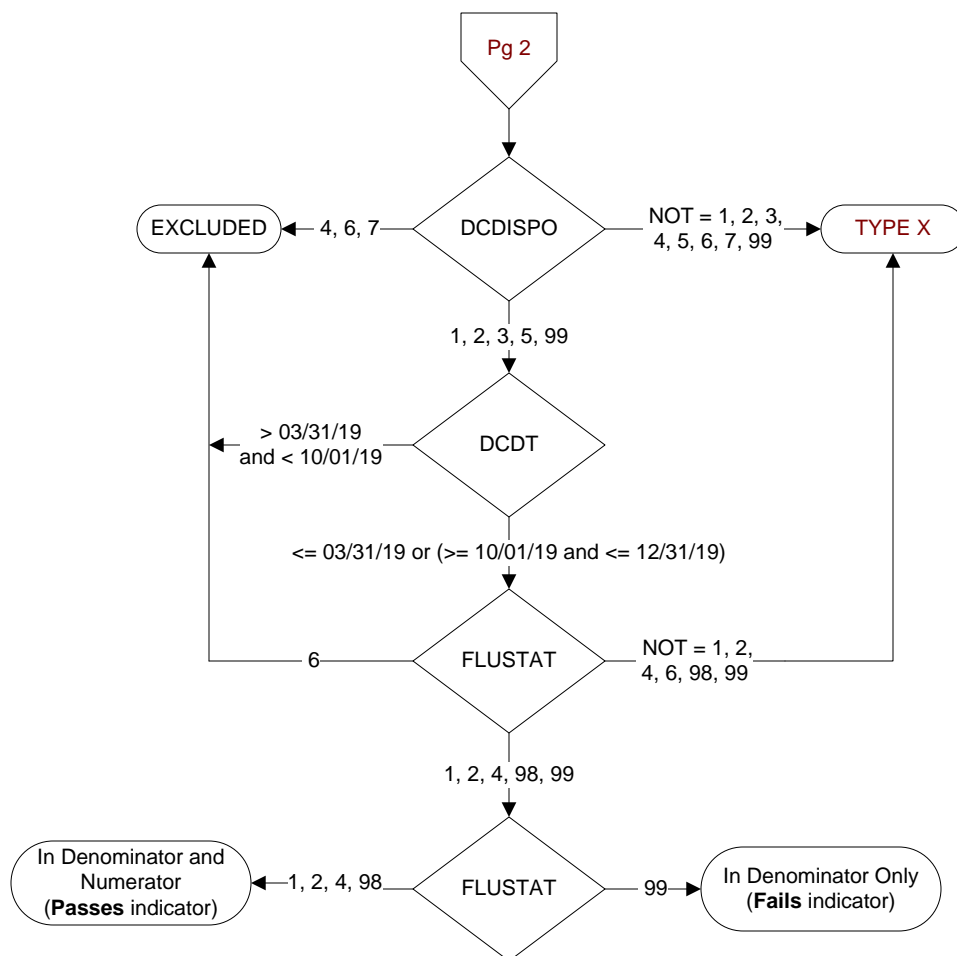 Pg 2
EXCLUDED
4, 6, 7
DCDISPO
NOT = 1, 2, 3,
4, 5, 6, 7, 99
TYPE X
1, 2, 3, 5, 99
> 03/31/19
and < 10/01/19
DCDT
<= 03/31/19 or (>= 10/01/19 and <= 12/31/19)
6
FLUSTAT
NOT = 1, 2,
4, 6, 98, 99
1, 2, 4, 98, 99
In Denominator and
Numerator
(Passes indicator)
1, 2, 4, 98
FLUSTAT
99
In Denominator Only
(Fails indicator)